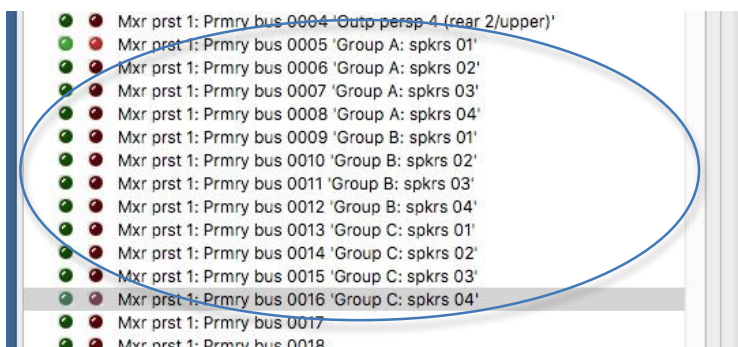 Mxr prst 1: Prmry bus 0004 'Outp persp 4 (rear 2/upper)'
Mxr prst 1: Prmry bus 0005 'Group A: spkrs 01'
Mxr prst 1: Prmry bus 0006 'Group A: spkrs 02'
Mxr prst 1: Prmry bus 0007 'Group A: spkrs 03'
Mxr prst 1: Prmry bus 0008 'Group A: spkrs 04'
Mxr prst 1: Prmry bus 0009 'Group B: spkrs 01'
Mxr prst 1: Prmry bus 0010 'Group B: spkrs 02'
Mxr prst 1: Prmry bus 0011 'Group B: spkrs 03'
Mxr prst 1: Prmry bus 0012 'Group B: spkrs 04'
Mxr prst 1: Prmry bus 0013 'Group C: spkrs 01'
Mxr prst 1: Prmry bus 0014 'Group C: spkrs 02'
Mxr prst 1: Prmry bus 0015 'Group C: spkrs 03'
Mxr prst 1: Prmry bus 0016 'Group C: spkrs 04'
Mxr prst 1: Prmry bus 0017
Mxr prst 1: Prmry bus 0018